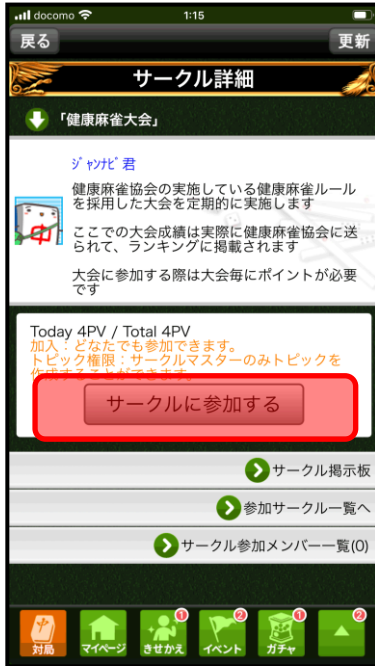 docomo 1:15
戻る 更新
サークル詳細
「健康麻雀大会」
ジャンナビ君
健康麻雀協会の実施している健康麻雀ルール
を採用した大会を定期的に実施します
ここでの大会成績は実際に健康麻雀協会に送
られて、ランキングに掲載されます
大会に参加する際は大会毎にポイントが必要
です
中
Today 4PV / Total 4PV
加入：どなたでも参加できます。
トピック権限：サークルマスターのみトピックを
作成することができます。
サークルに参加する
サークル掲示板
参加サークル一覧へ
サークル参加メンバー一覧(0)
1 2 1 2
対局 マイページ きせかえ イベント ガチャ